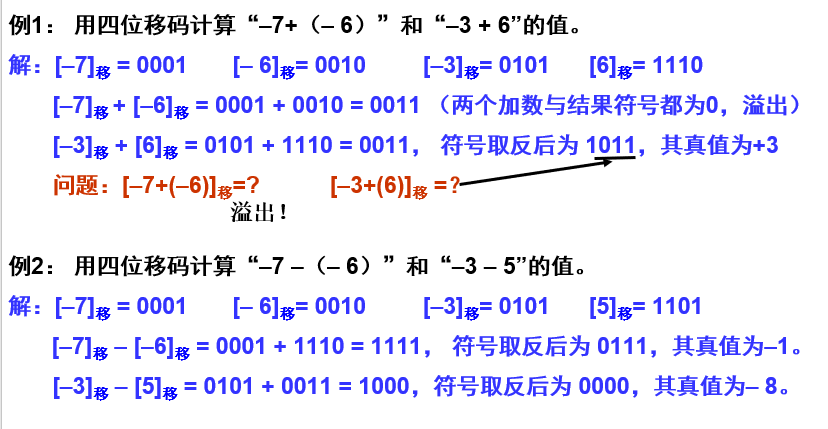 例1： 用四位移码计算“–7+（– 6）”和“–3 + 6”的值。
解：[–7]移 = 0001 [– 6]移= 0010 [–3]移= 0101 [6]移= 1110
[–7]移 + [–6]移 = 0001 + 0010 = 0011 （两个加数与结果符号都为0，溢出）
[–3]移 + [6]移 = 0101 + 1110 = 0011， 符号取反后为 1011，其真值为+3
问题：[–7+(–6)]移=? [–3+(6)]移 =?
溢出！
例2： 用四位移码计算“–7 –（– 6）”和“–3 – 5”的值。
解：[–7]移 = 0001 [– 6]移= 0010 [–3]移= 0101 [5]移= 1101
[–7]移 – [–6]移 = 0001 + 1110 = 1111， 符号取反后为 0111，其真值为–1。
[–3]移 – [5]移 = 0101 + 0011 = 1000，符号取反后为 0000，其真值为– 8。